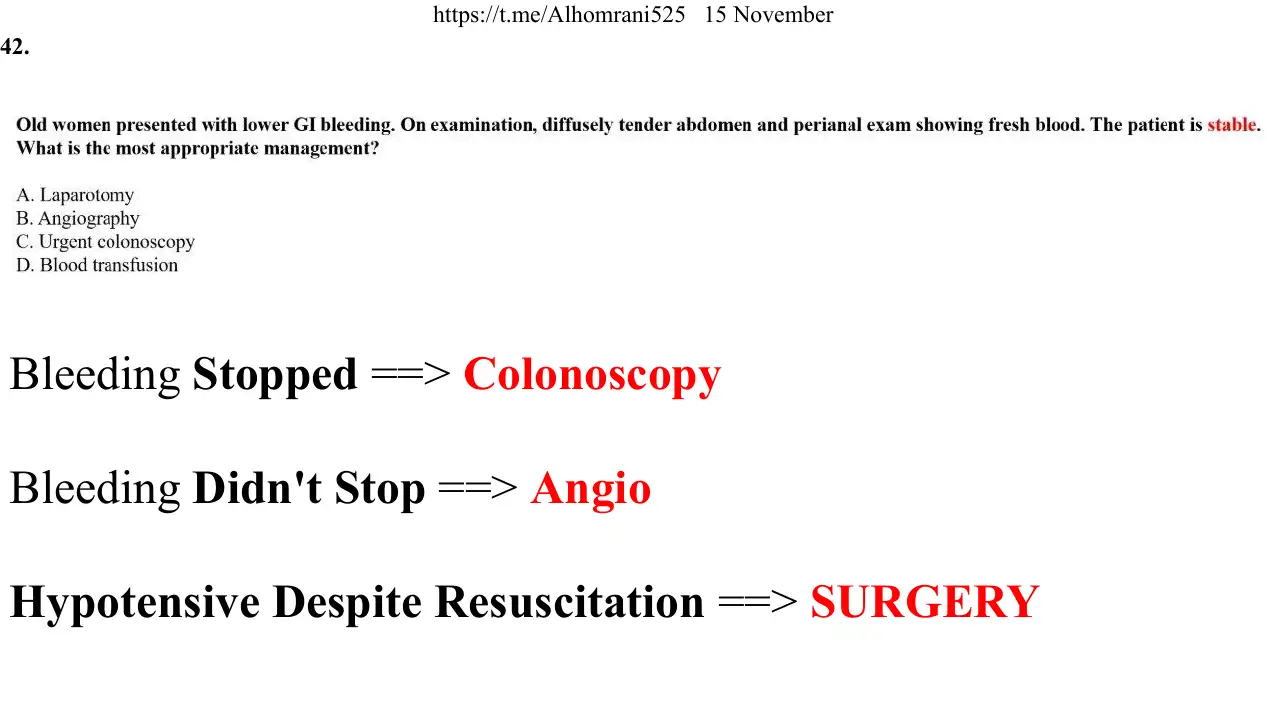 https://t.me/Alhomrani525 15 November
42.
Old women presented with lower GI bleeding. On examination, diffusely tender abdomen and perianal exam showing fresh blood. The patient is stable.
What is the most appropriate management?
A. Laparotomy
B. Angiography
C. Urgent colonoscopy
D. Blood transfusion
Bleeding Stopped ==> Colonoscopy
Bleeding Didn't Stop ==> Angio
Hypotensive Despite Resuscitation ==> SURGERY